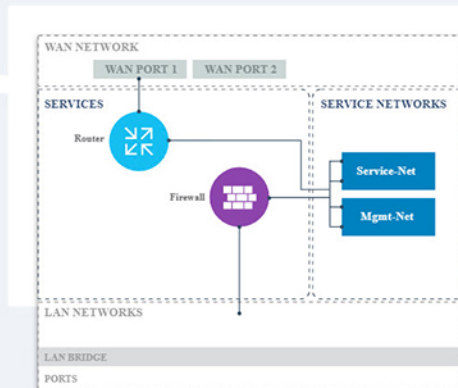 WAN NETWORK
WAN PORT 1 WAN PORT 2
SERVICES
SERVICE NETWORKS
Router
Service-Net
Firewall
Mgmt-Net
LAN NETWORKS
LAN BRIDGE
PORTS